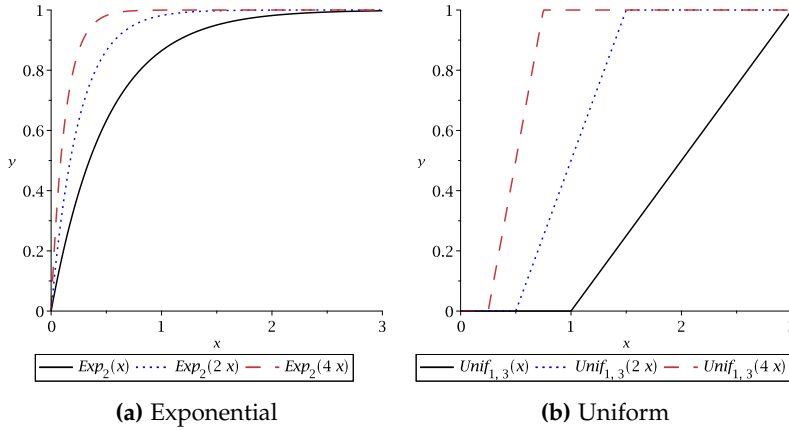 1
0.8
0.6
y
0.4
0.2
0
0 1 2 3
x
Exp₂(x) Exp₂(2 x) Exp₂(4 x)
(a) Exponential
1
0.8
0.6
y
0.4
0.2
0
0 1 2 3
x
Unif₁, ₃(x) Unif₁, ₃(2 x) Unif₁, ₃(4 x)
(b) Uniform